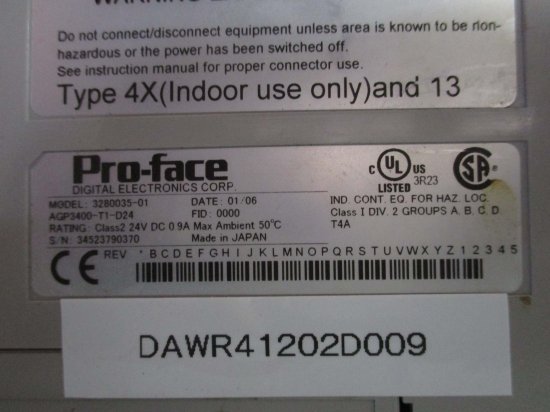 Do not connect/disconnect equipment unless area is known to be non-
hazardous or the power has been switched off.
See instruction manual for proper connector use.
Type 4X(Indoor use only)and 13
Pro-face
DIGITAL ELECTRONICS CORP.
MODEL: 3280035-01
DATE: 01/06
AGP3400-T1-D24
FID: 0000
RATING: Class2 24V DC 0.9A Max Ambient 50°C
S/N: 34523790370
Made in JAPAN
C UL US
LISTED 3R23
SA
IND. CONT. EQ. FOR HAZ. LOC.
Class I DIV. 2 GROUPS A. B. C. D
T4A
CE
REV * B C D E F G H I J K L M N O P Q R S T U V W X Y Z 1 2 3 4 5
DAWR41202D009